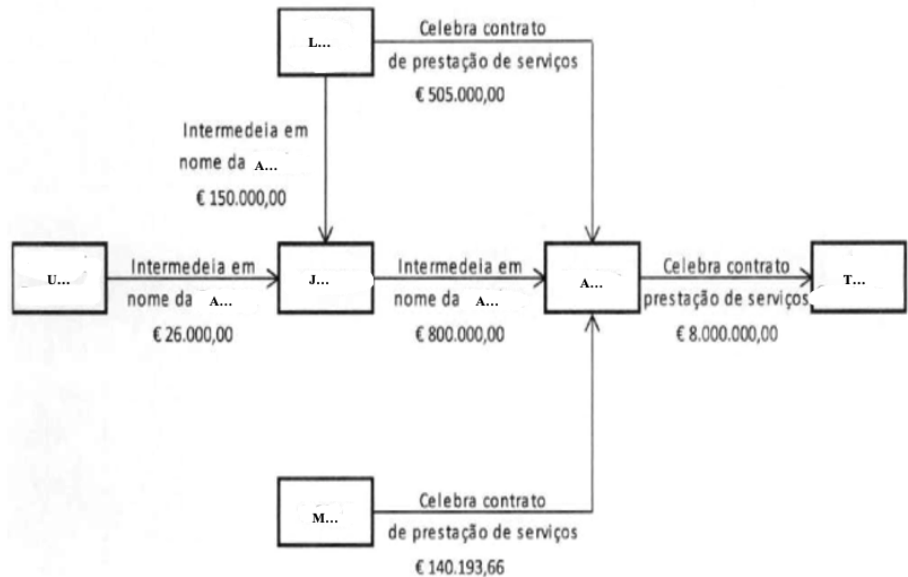 L...
Celebra contrato
de prestação de serviços
€ 505.000,00
Intermedeia em
nome da A...
€ 150.000,00
U...
Intermedeia em
nome da A...
€ 26.000,00
J...
Intermedeia em
nome da A...
€ 800.000,00
A...
Celebra contrato
prestação de serviços
€ 8.000.000,00
T...
M...
Celebra contrato
de prestação de serviços
€ 140.193,66